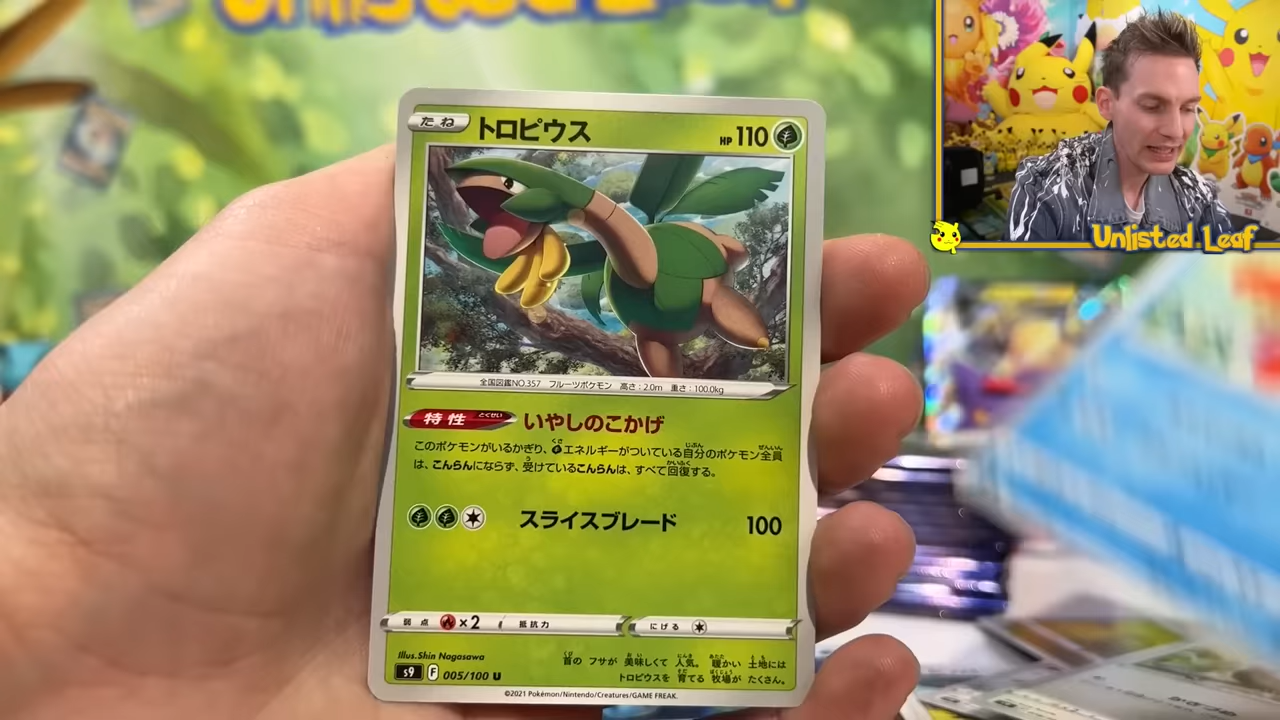 Unlisted Leaf
たね トロピウス HP 110
全国図鑑NO.357 フルーツポケモン 高さ:2.0m 重さ:100.0kg
特性 とくせい いやしのこかげ
このポケモンがいるかぎり、エネルギーがついている自分のポケモン全員
は、こんらんにならず、受けているこんらんは、すべて回復する。
スライスブレード 100
弱点 ×2 抵抗力 にげる
Illus.Shin Nagasawa
首の フサが 美味しくて 人気。 暖かい 土地には
トロピウスを 育てる 牧場が たくさん。
s9 F 005/100 U
©2021 Pokémon/Nintendo/Creatures/GAME FREAK.